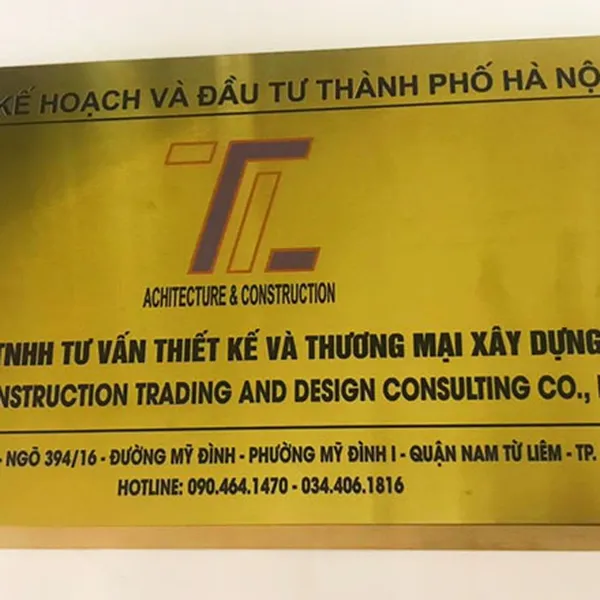 KẾ HOẠCH VÀ ĐẦU TƯ THÀNH PHỐ HÀ NỘ
ACHITECTURE & CONSTRUCTION
TNHH TƯ VẤN THIẾT KẾ VÀ THƯƠNG MẠI XÂY DỰNG
NSTRUCTION TRADING AND DESIGN CONSULTING CO.,
- NGÕ 394/16 - ĐƯỜNG MỸ ĐÌNH - PHƯỜNG MỸ ĐÌNH I - QUẬN NAM TỪ LIÊM - TP.
HOTLINE: 090.464.1470 - 034.406.1816